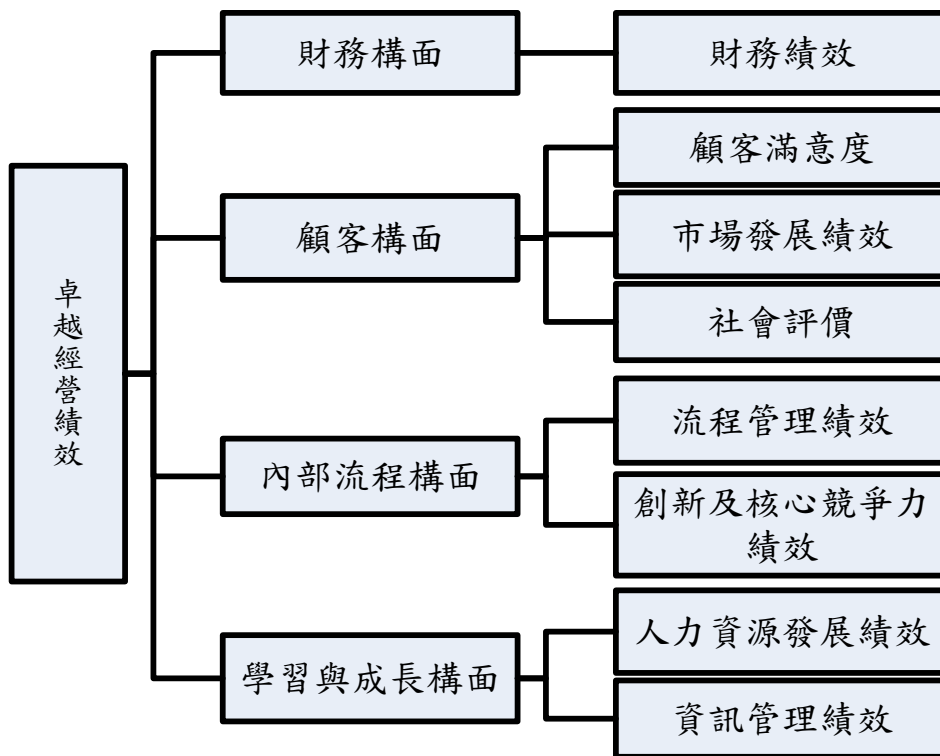 卓越經營績效
財務構面
財務績效
顧客構面
顧客滿意度
市場發展績效
社會評價
內部流程構面
流程管理績效
創新及核心競爭力
績效
學習與成長構面
人力資源發展績效
資訊管理績效